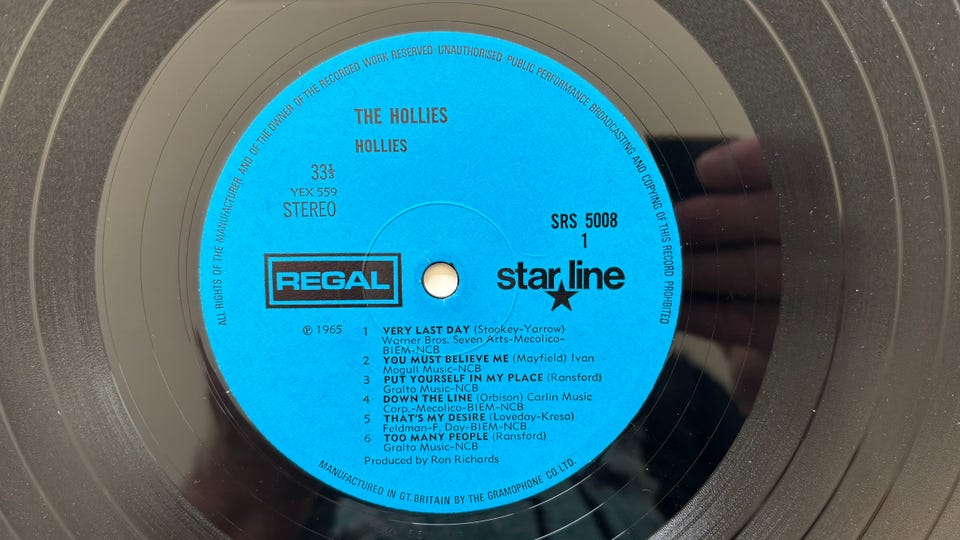 ALL RIGHTS OF THE MANUFACTURER AND OF THE OWNER OF THE RECORDED WORK RESERVED · UNAUTHORISED · PUBLIC PERFORMANCE BROADCASTING AND COPYING OF THIS RECORD PROHIBITED
THE HOLLIES
HOLLIES
33⅓
YEX 559
STEREO
SRS 5008
1
REGAL
starline
℗ 1965
1 VERY LAST DAY (Stookey-Yarrow)
Warner Bros. Seven Arts-Mecolico-
BIEM-NCB
2 YOU MUST BELIEVE ME (Mayfield) Ivan
Mogull Music-NCB
3 PUT YOURSELF IN MY PLACE (Ransford)
Gralto Music-NCB
4 DOWN THE LINE (Orbison) Carlin Music
Corp.-Mecolico-BIEM-NCB
5 THAT'S MY DESIRE (Loveday-Kresa)
Feldman-F. Day-BIEM-NCB
6 TOO MANY PEOPLE (Ransford)
Gralto Music-NCB
Produced by Ron Richards
MANUFACTURED IN GT. BRITAIN BY THE GRAMOPHONE CO. LTD.